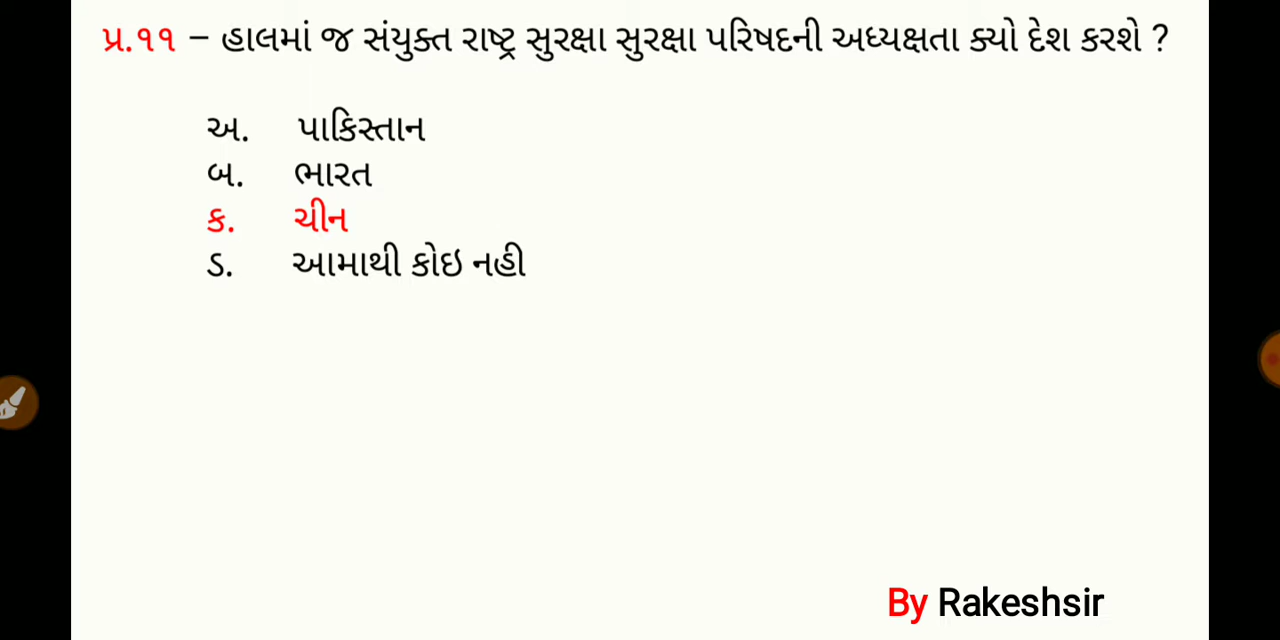 પ્ર.૧૧ – હાલમાં જ સંયુક્ત રાષ્ટ્ર સુરક્ષા સુરક્ષા પરિષદની અધ્યક્ષતા ક્યો દેશ કરશે ?
અ. પાકિસ્તાન
બ. ભારત
ક. ચીન
ડ. આમાથી કોઇ નહી
By Rakeshsir